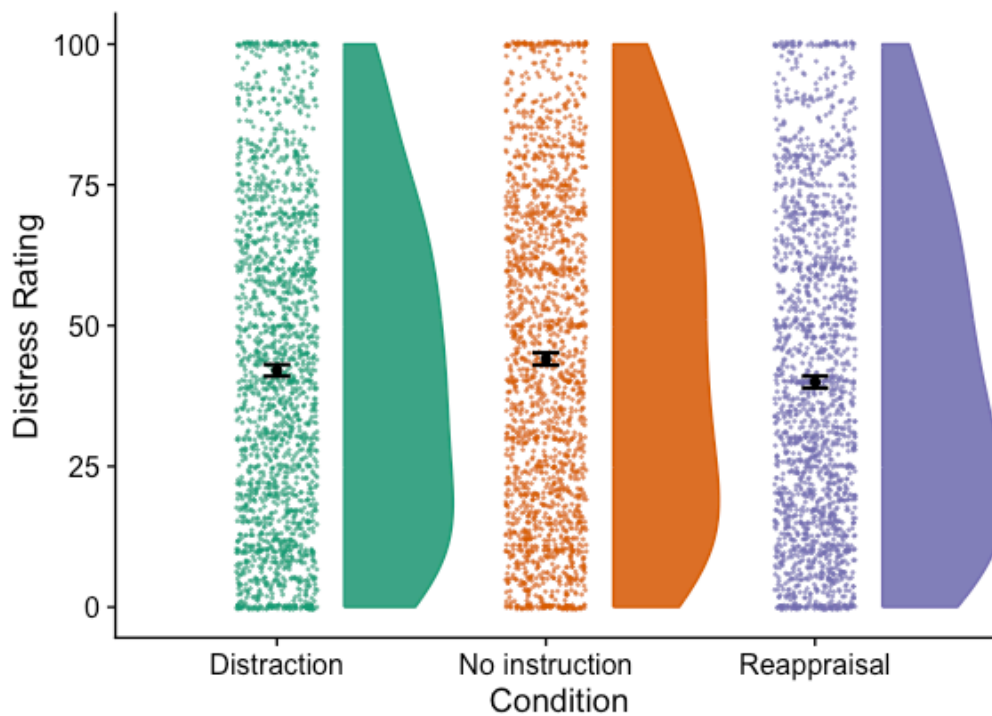 Distress Rating
100
75
50
25
0
Distraction
No instruction
Reappraisal
Condition